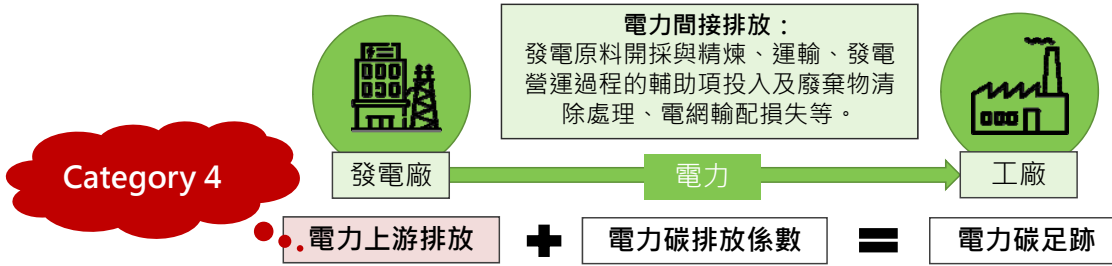 電力間接排放：
發電原料開採與精煉、運輸、發電
營運過程的輔助項投入及廢棄物清
除處理、電網輸配損失等。
Category 4
發電廠
電力
工廠
電力上游排放
+
電力碳排放係數
=
電力碳足跡